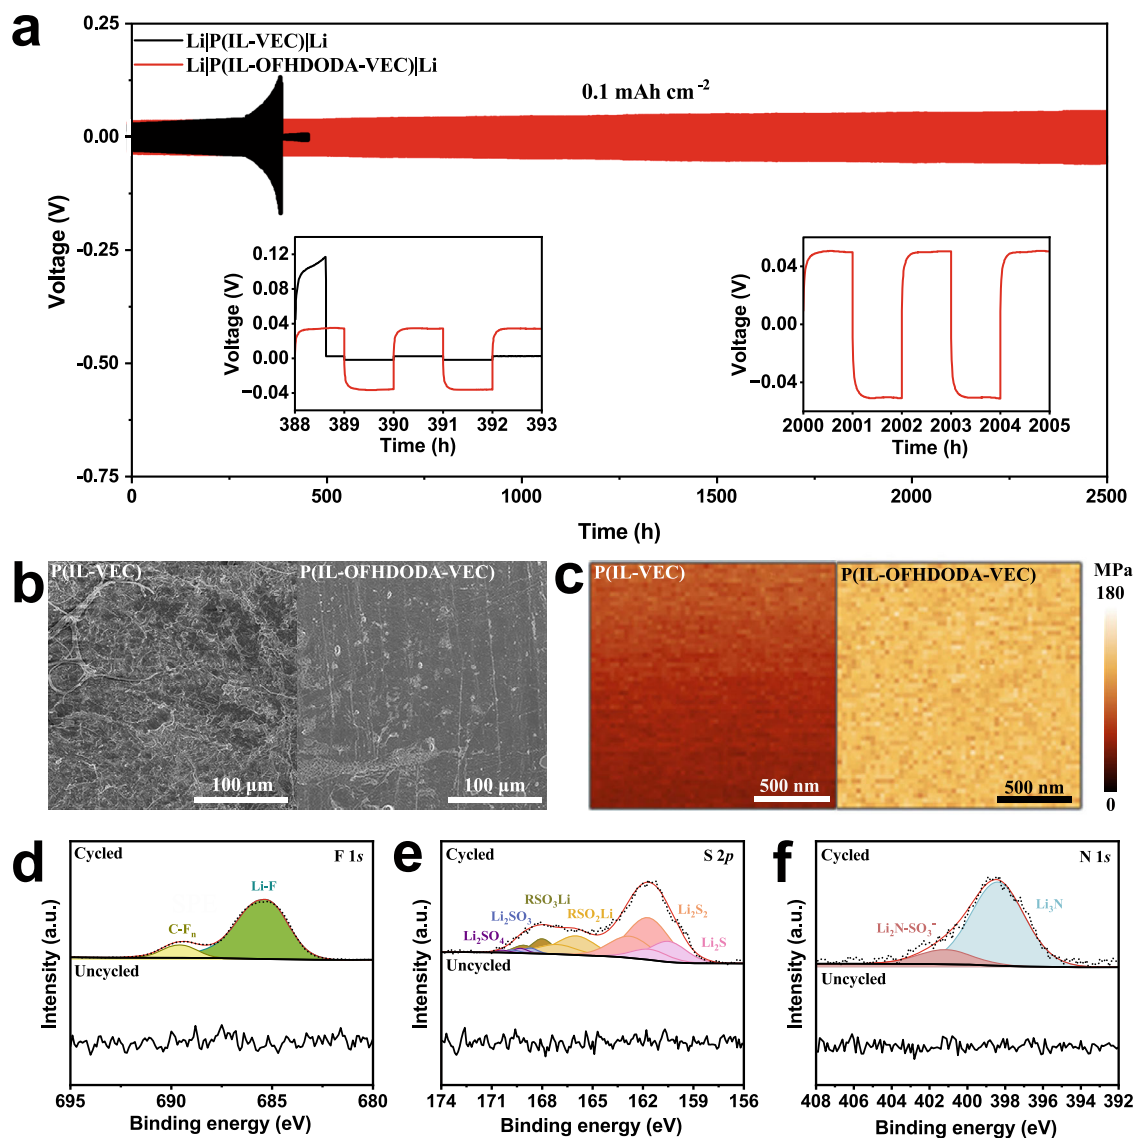 a
0.25
0.00
-0.25
-0.50
-0.75
Voltage (V)
Li|P(IL-VEC)|Li
Li|P(IL-OFHDODA-VEC)|Li
0.1 mAh cm⁻²
0.12
0.08
0.04
0.00
−0.04
Voltage (V)
388 389 390 391 392 393
Time (h)
0.04
0.00
−0.04
Voltage (V)
2000 2001 2002 2003 2004 2005
Time (h)
0 500 1000 1500 2000 2500
Time (h)
b
P(IL-VEC)
100 μm
P(IL-OFHDODA-VEC)
100 μm
c
P(IL-VEC)
500 nm
P(IL-OFHDODA-VEC)
500 nm
MPa
180
0
d
Cycled
F 1s
Li-F
C-Fₙ
Uncycled
Intensity (a.u.)
695 690 685 680
Binding energy (eV)
e
Cycled
S 2p
RSO₃Li
Li₂SO₃
RSO₂Li
Li₂S₂
Li₂SO₄
Li₂S
Uncycled
Intensity (a.u.)
174 171 168 165 162 159 156
Binding energy (eV)
f
Cycled
N 1s
Li₃N
Li₂N-SO₃⁻
Uncycled
Intensity (a.u.)
408 406 404 402 400 398 396 394 392
Binding energy (eV)